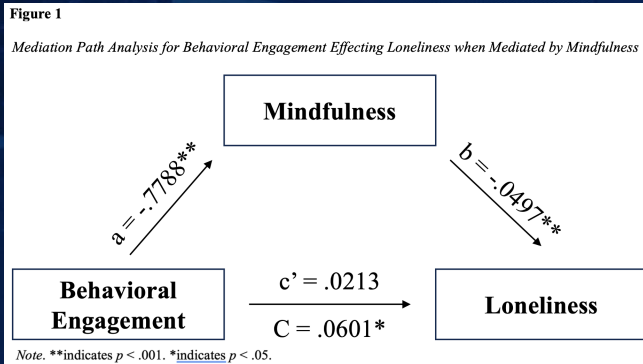 Figure 1
Mediation Path Analysis for Behavioral Engagement Effecting Loneliness when Mediated by Mindfulness
Mindfulness
a = -.7788**
b = -.0497**
Behavioral
Engagement
c’ = .0213
C = .0601*
Loneliness
Note. **indicates p < .001. *indicates p < .05.